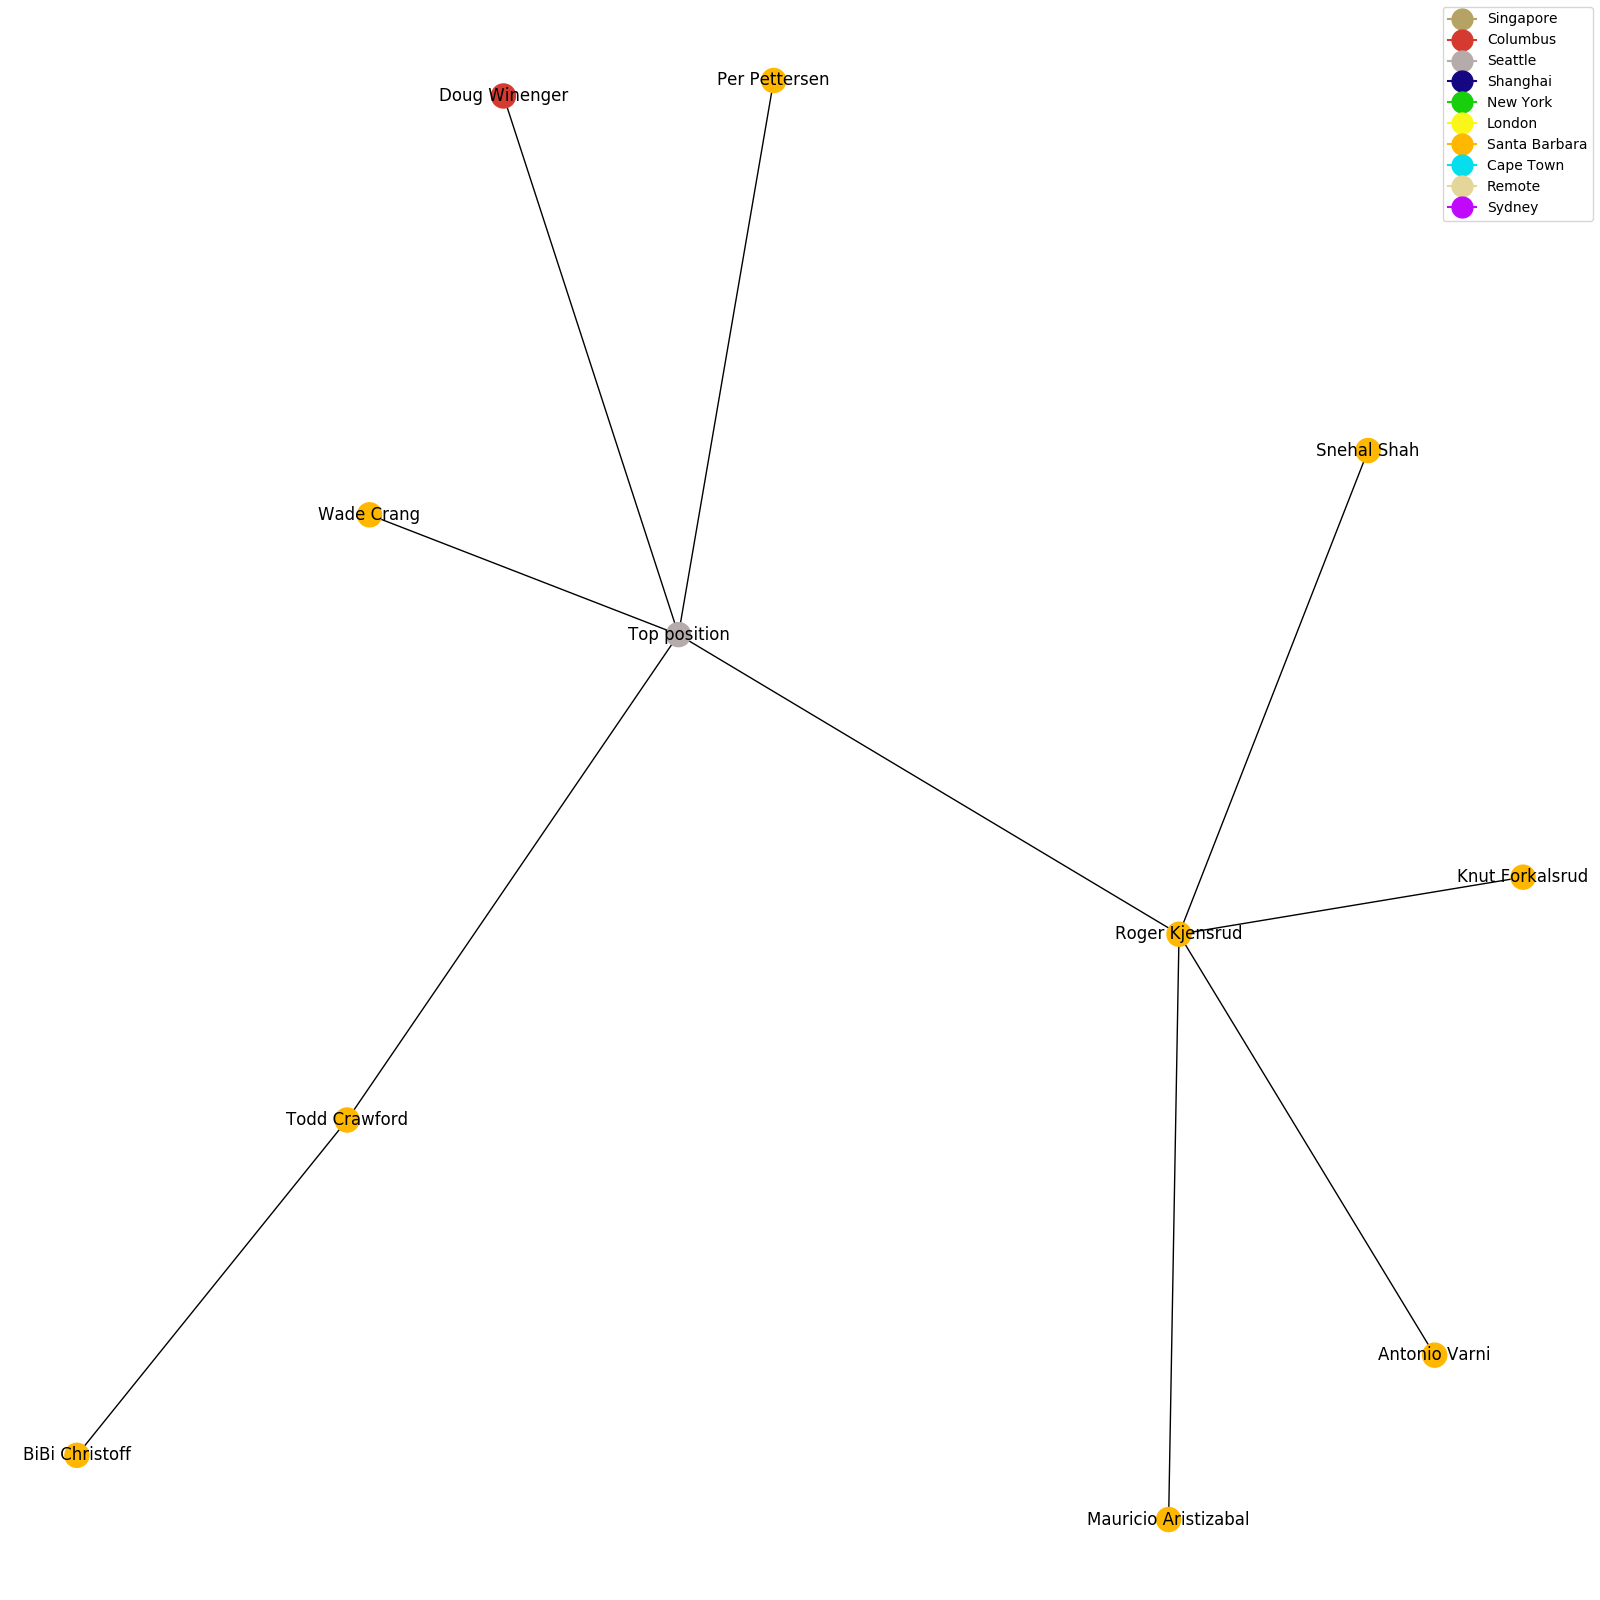 Singapore
Columbus
Seattle
Shanghai
New York
London
Santa Barbara
Cape Town
Remote
Sydney
Per Pettersen
Doug Winenger
Snehal Shah
Wade Crang
Top position
Knut Forkalsrud
Roger Kjensrud
Todd Crawford
Antonio Varni
BiBi Christoff
Mauricio Aristizabal